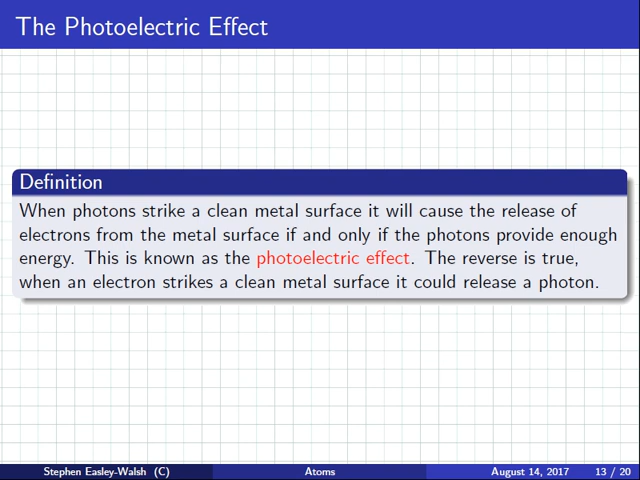 The Photoelectric Effect
Definition
When photons strike a clean metal surface it will cause the release of
electrons from the metal surface if and only if the photons provide enough
energy. This is known as the photoelectric effect. The reverse is true,
when an electron strikes a clean metal surface it could release a photon.
Stephen Easley-Walsh (C) Atoms August 14, 2017 13 / 20